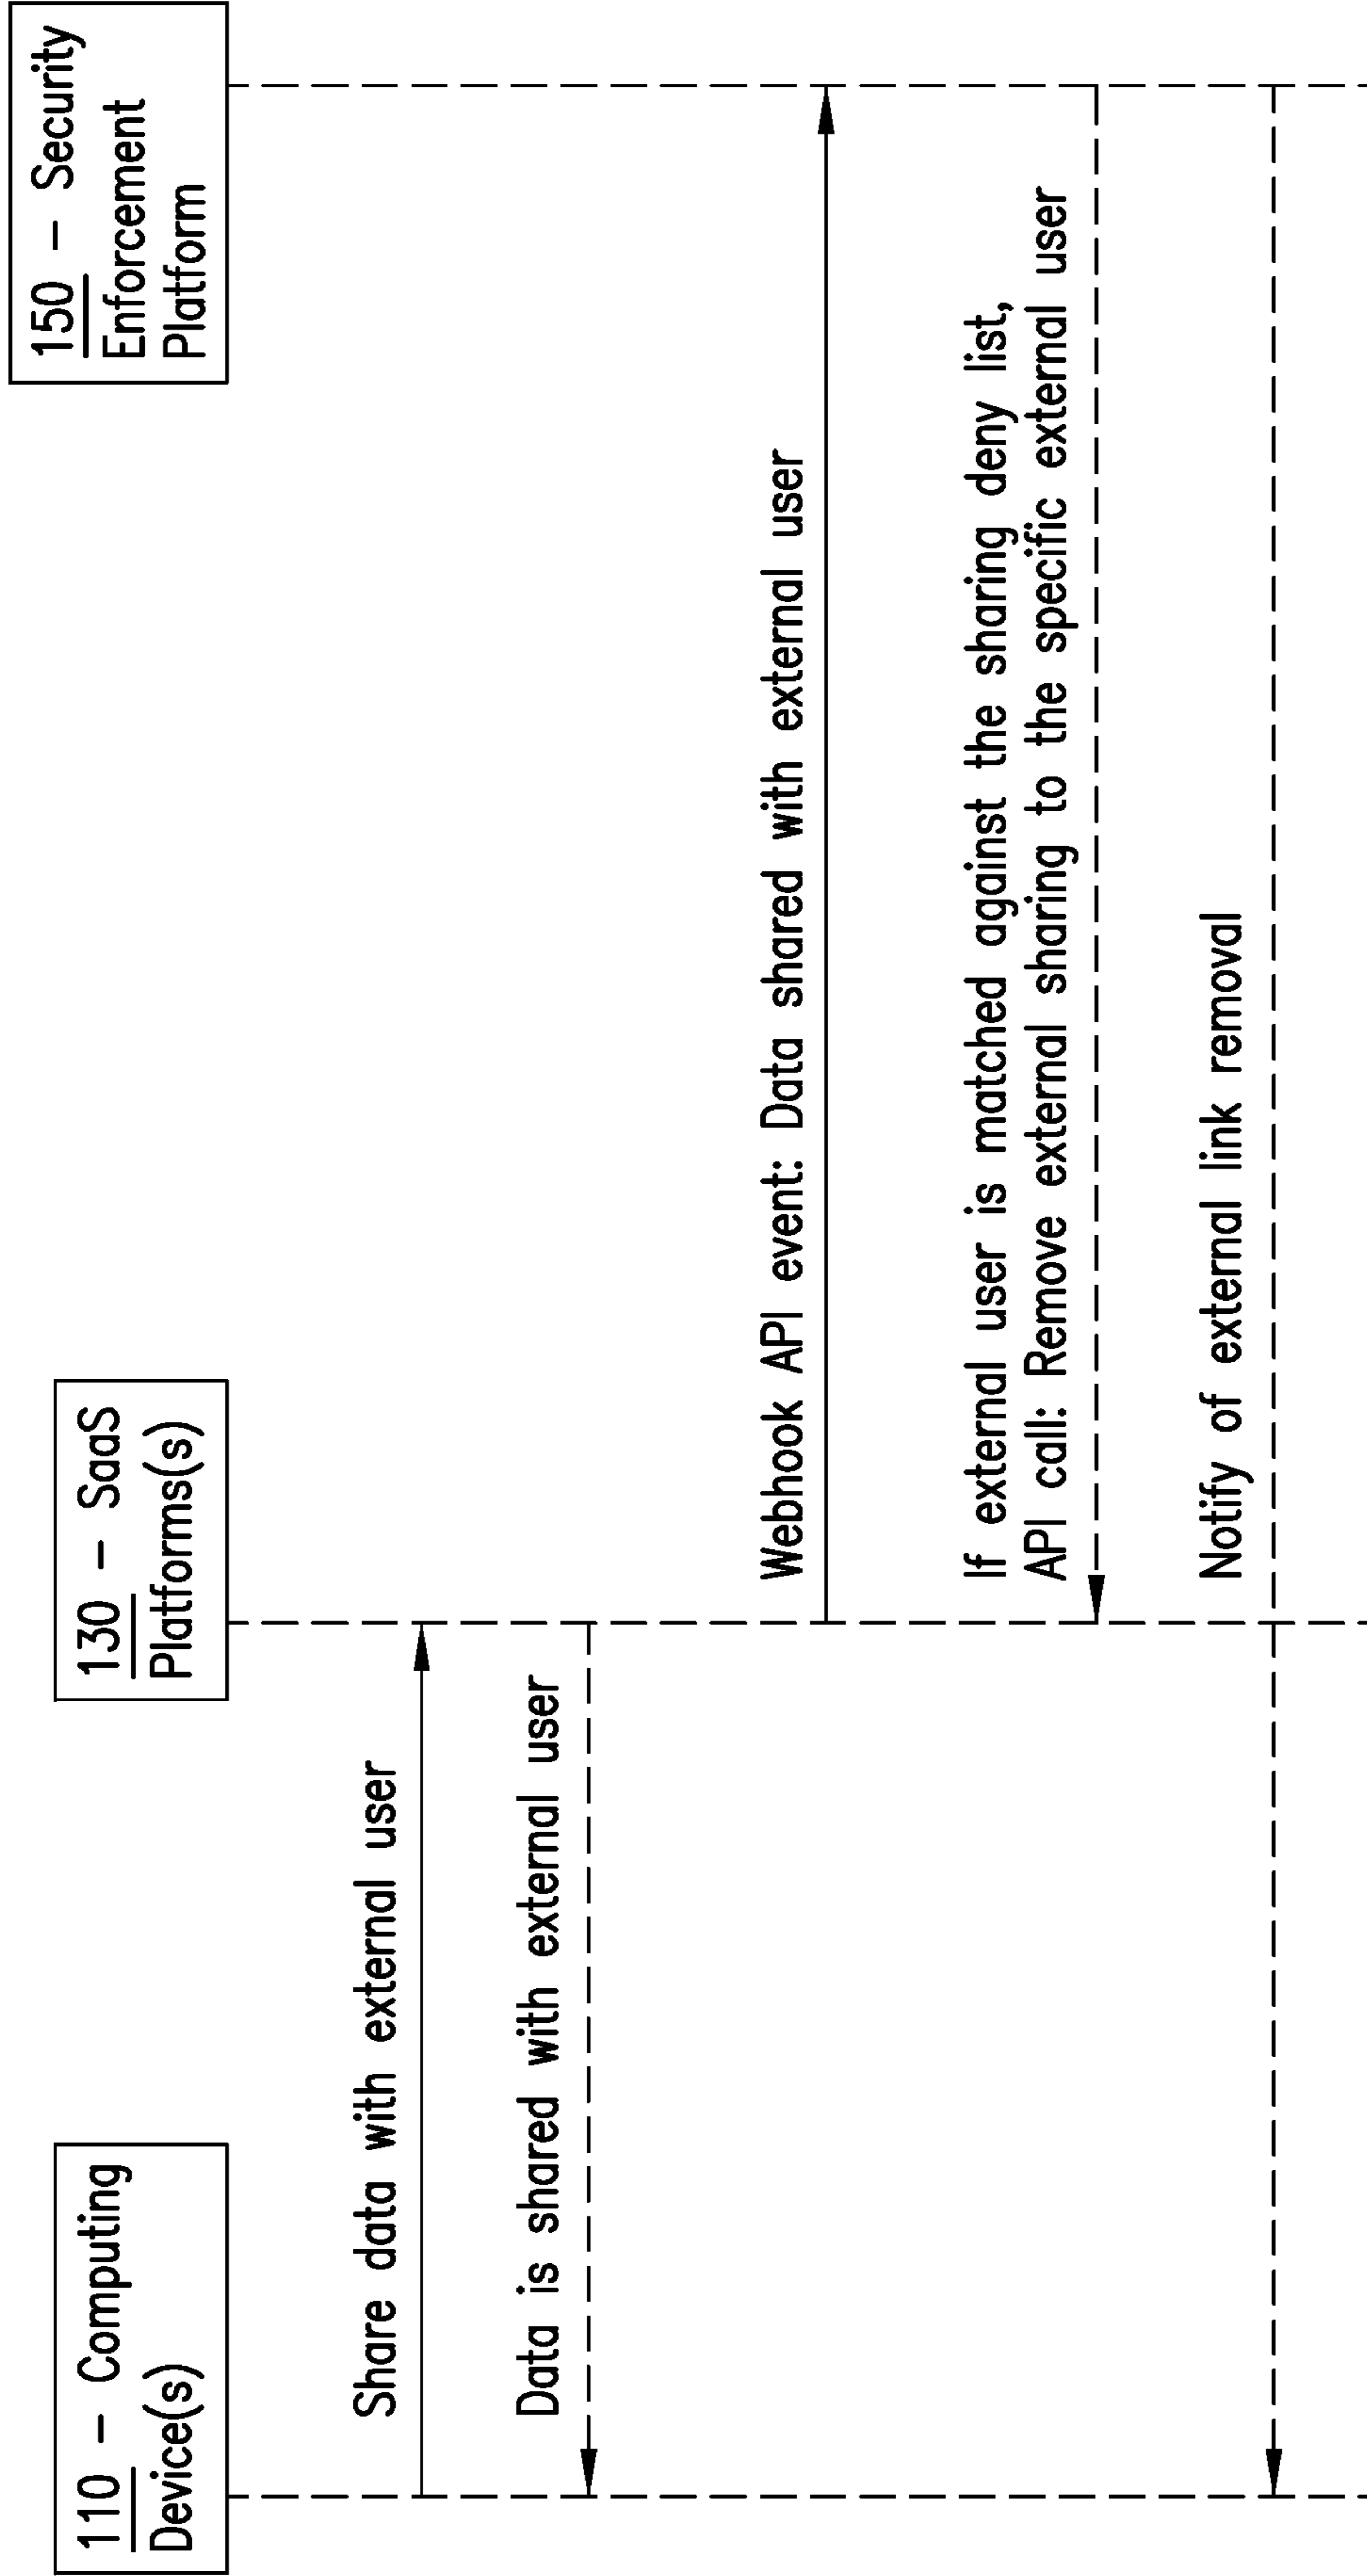 110 - Computing
Device(s)
130 - SaaS
Platforms(s)
150 - Security
Enforcement
Platform
Share data with external user
Data is shared with external user
Webhook API event: Data shared with external user
If external user is matched against the sharing deny list,
API call: Remove external sharing to the specific external user
Notify of external link removal